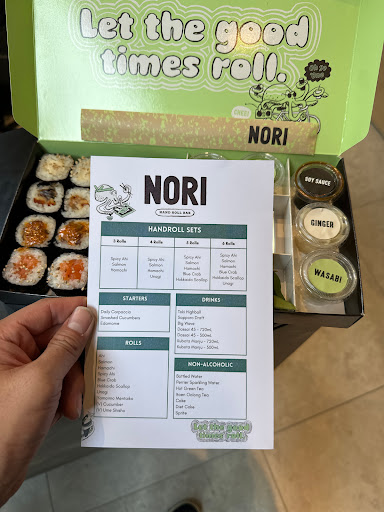 Let the good
times roll.
NORI
SOY SAUCE
GINGER
WASABI
NORI
HAND ROLL BAR
HANDROLL SETS
3 Rolls 4 Rolls 5 Rolls 6 Rolls
Spicy Ahi
Salmon
Hamachi
Spicy Ahi
Salmon
Hamachi
Unagi
Spicy Ahi
Salmon
Hamachi
Blue Crab
Hokkaido Scallop
Spicy Ahi
Salmon
Hamachi
Blue Crab
Hokkaido Scallop
Unagi
STARTERS
Daily Carpaccio
Smashed Cucumbers
Edamame
ROLLS
Salmon
Hamachi
Spicy Ahi
Blue Crab
Hokkaido Scallop
Unagi
Yamaimo Mentaiko
(V) Cucumber
(V) Ume Shiso
DRINKS
Toki Highball
Sapporo Draft
Big Wave
Dassai 45 - 720mL
Dassai 45 - 300mL
Kubota Manju - 720mL
Kubota Manju - 300mL
NON-ALCOHOLIC
Bottled Water
Perrier Sparkling Water
Hot Green Tea
Itoen Oolong Tea
Coke
Diet Coke
Sprite
Let the good
times roll.